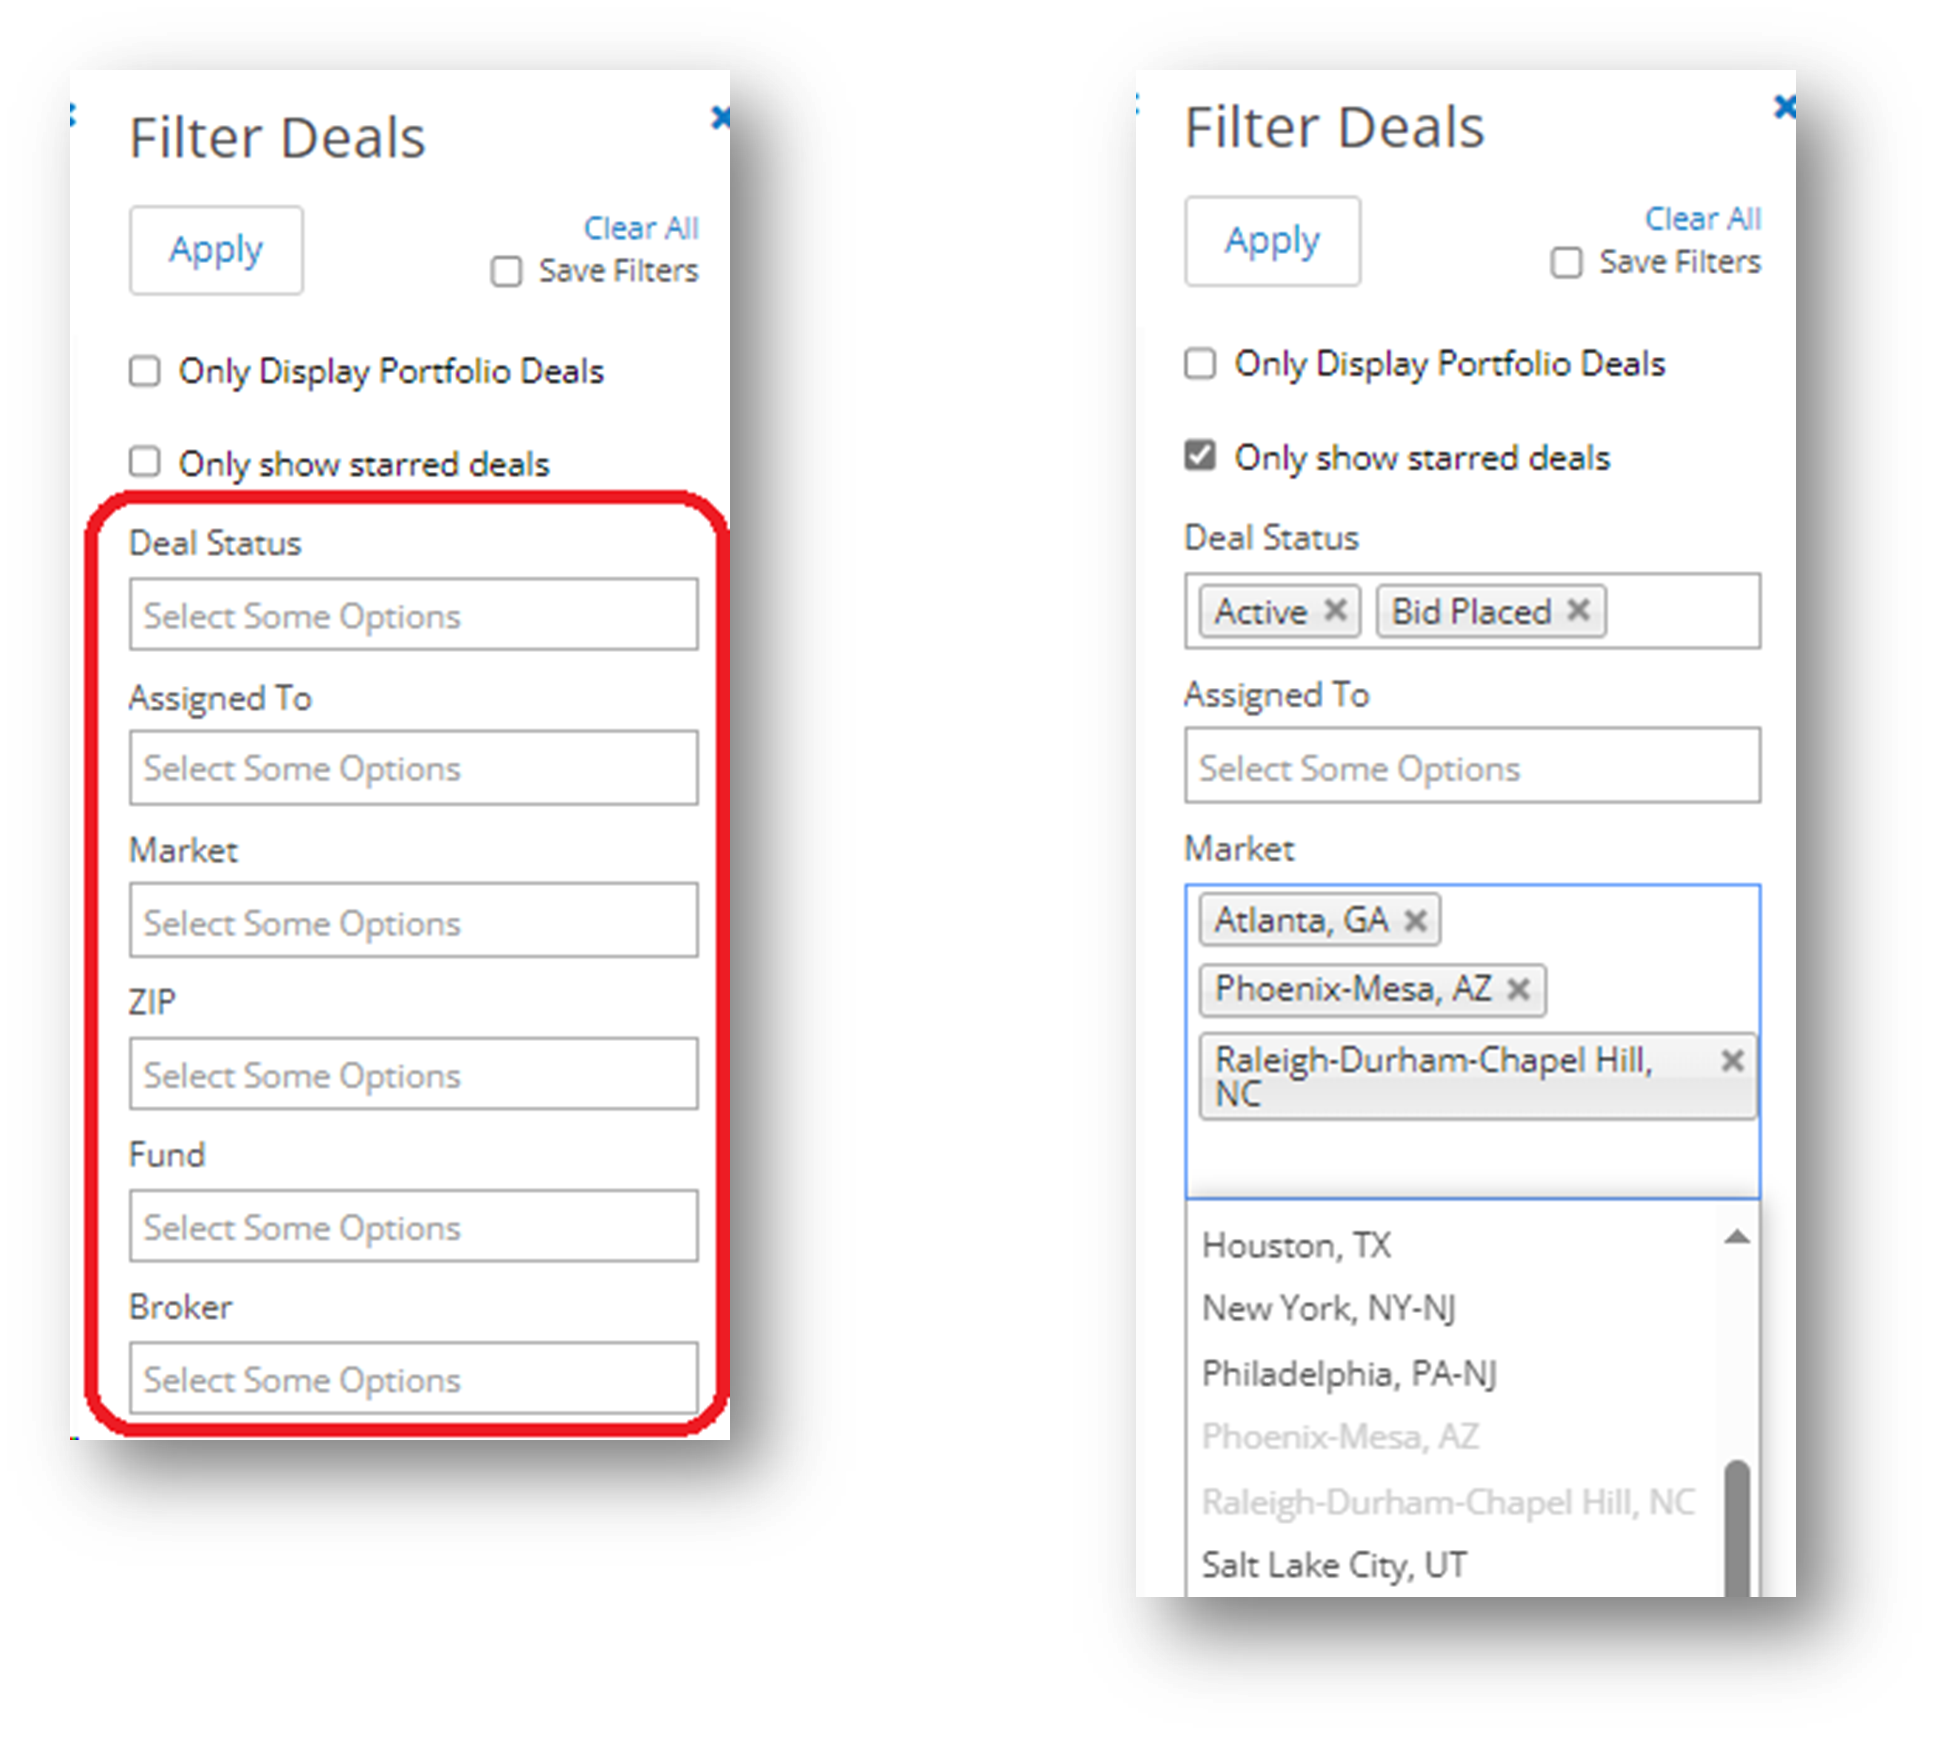 Filter Deals
Apply
Clear All
Save Filters
Only Display Portfolio Deals
Only show starred deals
Deal Status
Select Some Options
Assigned To
Select Some Options
Market
Select Some Options
ZIP
Select Some Options
Fund
Select Some Options
Broker
Select Some Options
Filter Deals
Apply
Clear All
Save Filters
Only Display Portfolio Deals
Only show starred deals
Deal Status
Active Bid Placed
Assigned To
Select Some Options
Market
Atlanta, GA
Phoenix-Mesa, AZ
Raleigh-Durham-Chapel Hill,
NC
Houston, TX
New York, NY-NJ
Philadelphia, PA-NJ
Phoenix-Mesa, AZ
Raleigh-Durham-Chapel Hill, NC
Salt Lake City, UT